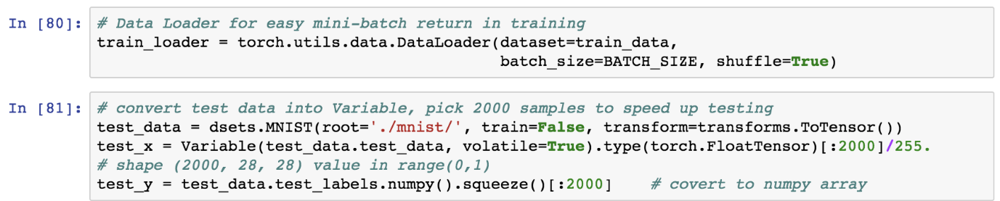 In [80]: # Data Loader for easy mini-batch return in training
train_loader = torch.utils.data.DataLoader(dataset=train_data,
batch_size=BATCH_SIZE, shuffle=True)
In [81]: # convert test data into Variable, pick 2000 samples to speed up testing
test_data = dsets.MNIST(root='./mnist/', train=False, transform=transforms.ToTensor())
test_x = Variable(test_data.test_data, volatile=True).type(torch.FloatTensor)[:2000]/255.
# shape (2000, 28, 28) value in range(0,1)
test_y = test_data.test_labels.numpy().squeeze()[:2000]    # covert to numpy array